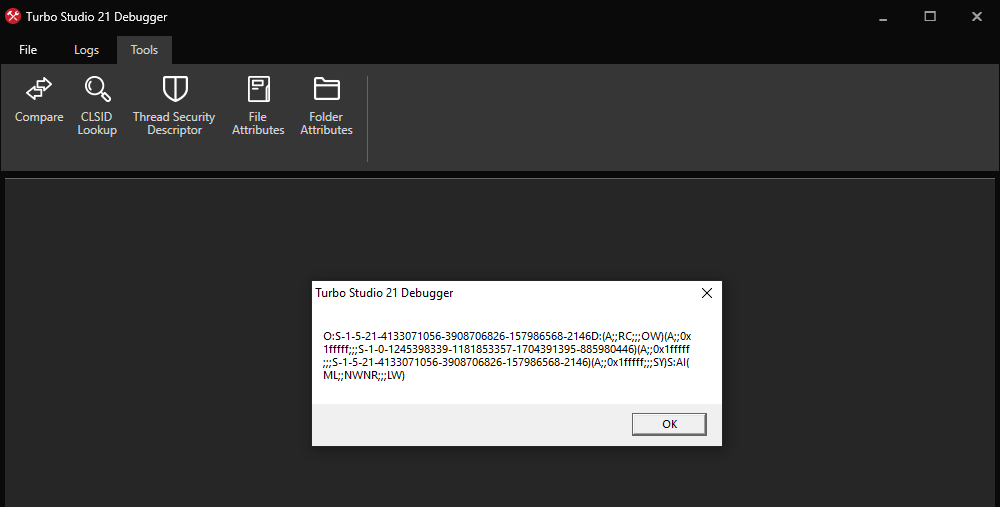 Turbo Studio 21 Debugger
File Logs Tools
Compare
CLSID
Lookup
Thread Security
Descriptor
File
Attributes
Folder
Attributes
Turbo Studio 21 Debugger
O:S-1-5-21-4133071056-3908706826-157986568-2146D:(A;;RC;;;OW)(A;;0x
1fffff;;;S-1-0-1245398339-1181853357-1704391395-885980446)(A;;0x1fffff
;;;S-1-5-21-4133071056-3908706826-157986568-2146)(A;;0x1fffff;;;SY)S:AI(
ML;;NWNR;;;LW)
OK